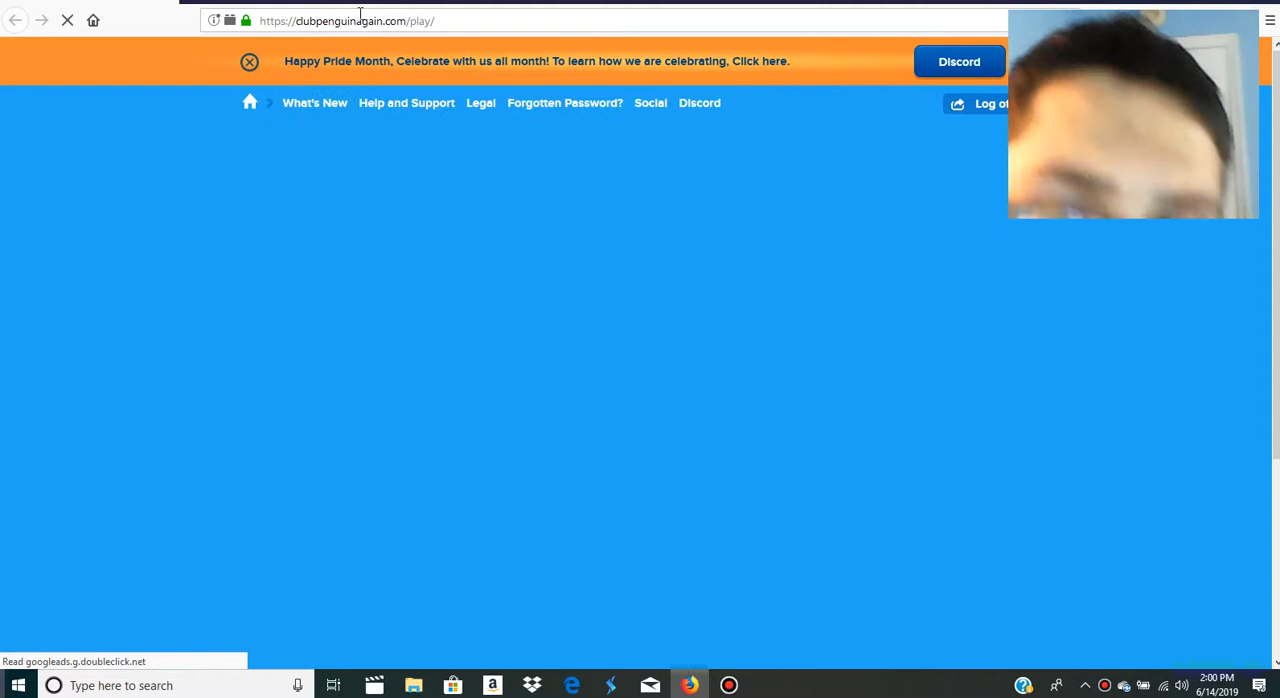 https://clubpenguinagain.com/play/
Happy Pride Month, Celebrate with us all month! To learn how we are celebrating, Click here.
Discord
What's New Help and Support Legal Forgotten Password? Social Discord
Log of
Read googleads.g.doubleclick.net
Type here to search
2:00 PM
6/14/2019